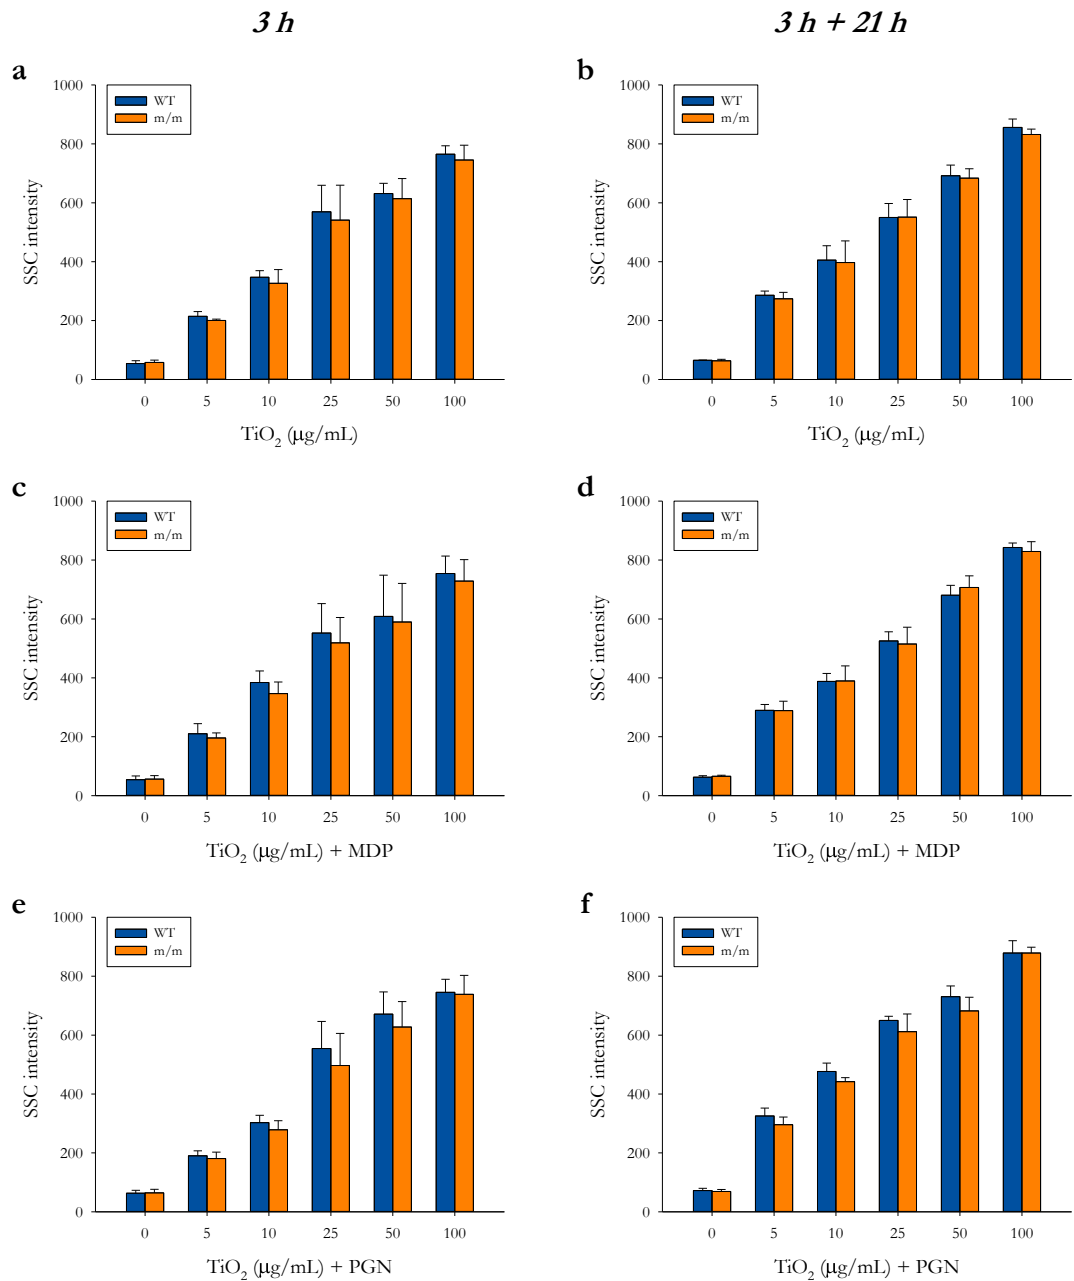 3 h
3 h + 21 h
a
1000
800
600
400
200
0
SSC intensity
WT
m/m
0 5 10 25 50 100
TiO2 (μg/mL)
b
1000
800
600
400
200
0
SSC intensity
WT
m/m
0 5 10 25 50 100
TiO2 (μg/mL)
c
1000
800
600
400
200
0
SSC intensity
WT
m/m
0 5 10 25 50 100
TiO2 (μg/mL) + MDP
d
1000
800
600
400
200
0
SSC intensity
WT
m/m
0 5 10 25 50 100
TiO2 (μg/mL) + MDP
e
1000
800
600
400
200
0
SSC intensity
WT
m/m
0 5 10 25 50 100
TiO2 (μg/mL) + PGN
f
1000
800
600
400
200
0
SSC intensity
WT
m/m
0 5 10 25 50 100
TiO2 (μg/mL) + PGN